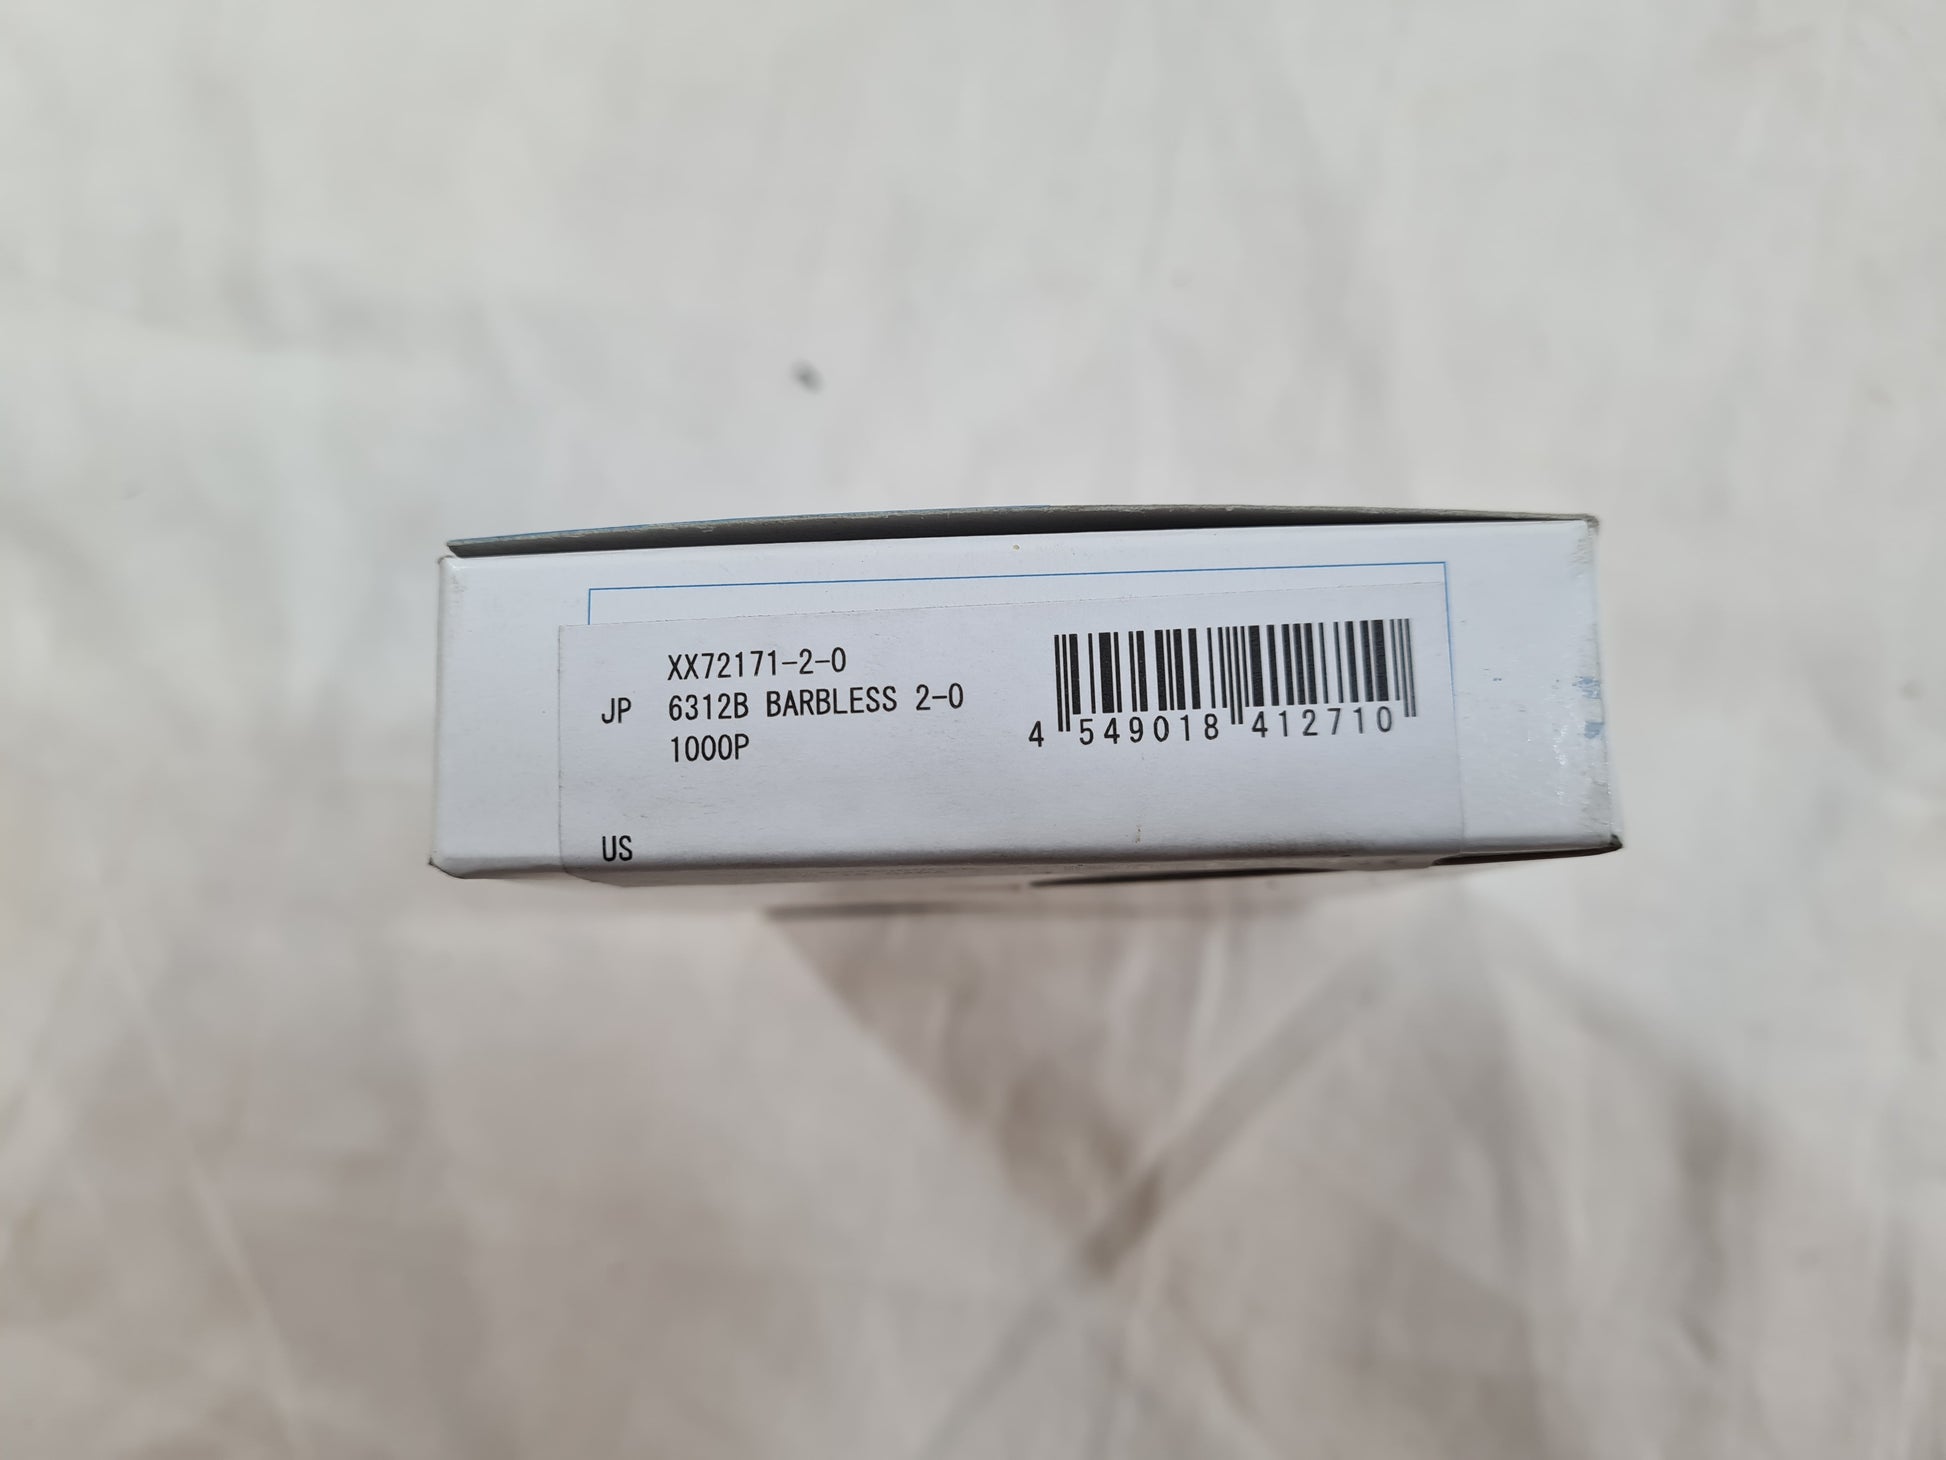 XX72171-2-0
JP 6312B BARBLESS 2-0
1000P
4 549018 412710
US